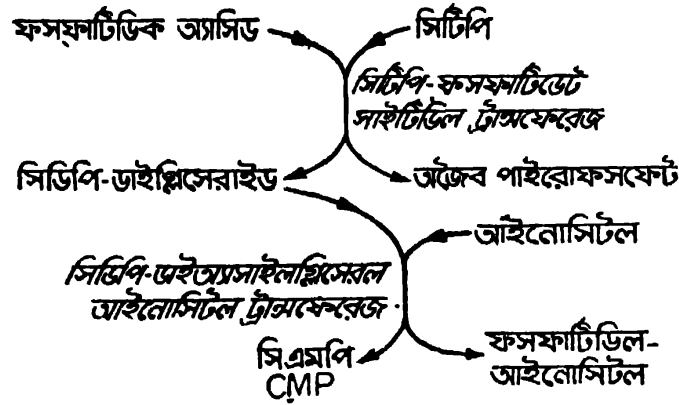 ফসফাটিডিক অ্যাসিড
সিটিপি
সিটিপি-ফসফাটিডেট
সাইটিডিল ট্রান্সফেরেজ
সিডিপি-ডাইগ্লিসেরাইড
অজৈব পাইরোফসফেট
আইনোসিটল
সিডিপি-ডাইঅ্যাসাইলগ্লিসেরল
আইনোসিটল ট্রান্সফেরেজ
সিএমপি
CMP
ফসফাটিডিল-
আইনোসিটল